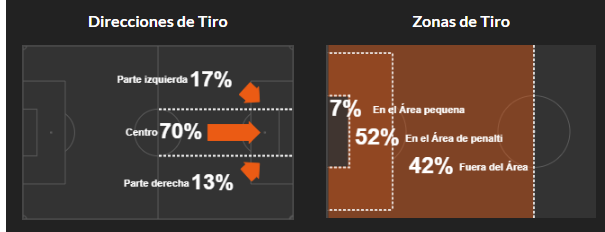 Direcciones de Tiro
Parte izquierda 17%
Centro 70%
Parte derecha 13%
Zonas de Tiro
7% En el Área pequena
52% En el Área de penalti
42% Fuera del Área